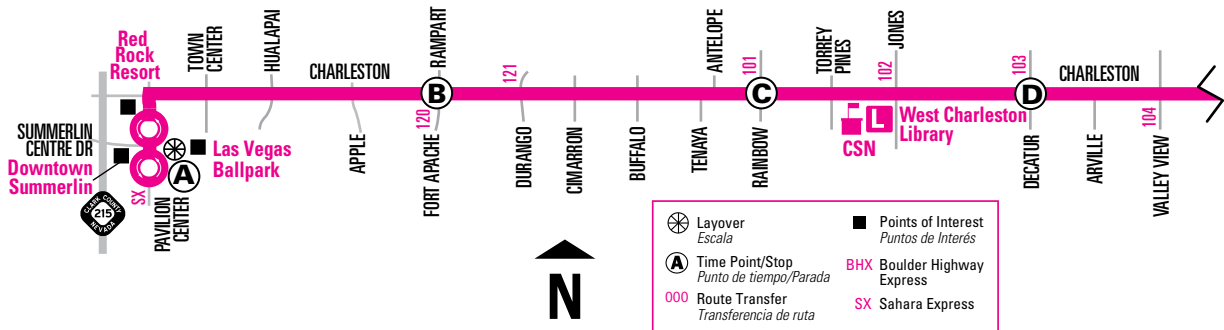 Red
Rock
Resort
TOWN
CENTER
HUALAPAI
CHARLESTON
RAMPART
B
120
FORT APACHE
121
ANTELOPE
101
C
TORREY
PINES
102
JONES
103
D
CHARLESTON
SUMMERLIN
CENTRE DR
Downtown
Summerlin
SX
A
PAVILION
CENTER
Las Vegas
Ballpark
CLARK COUNTY
215
NEVADA
APPLE
DURANGO
CIMARRON
BUFFALO
TENAYA
RAINBOW
CSN
L
West Charleston
Library
DECATUR
ARVILLE
104
VALLEY VIEW
N
Layover
Escala
A
Time Point/Stop
Punto de tiempo/Parada
000 Route Transfer
Transferencia de ruta
Points of Interest
Puntos de Interés
BHX Boulder Highway
Express
SX Sahara Express